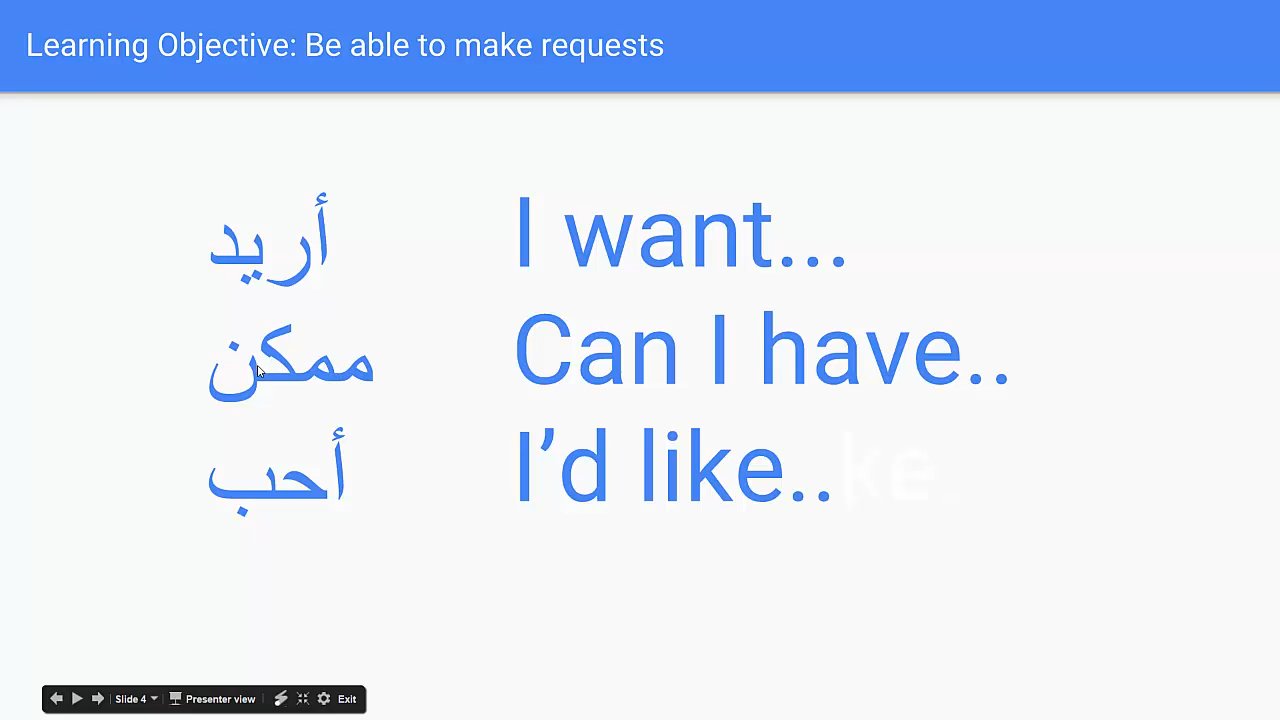 Learning Objective: Be able to make requests
أريد I want...
ممكن Can I have..
أحب I’d like..
Slide 4 Presenter view Exit